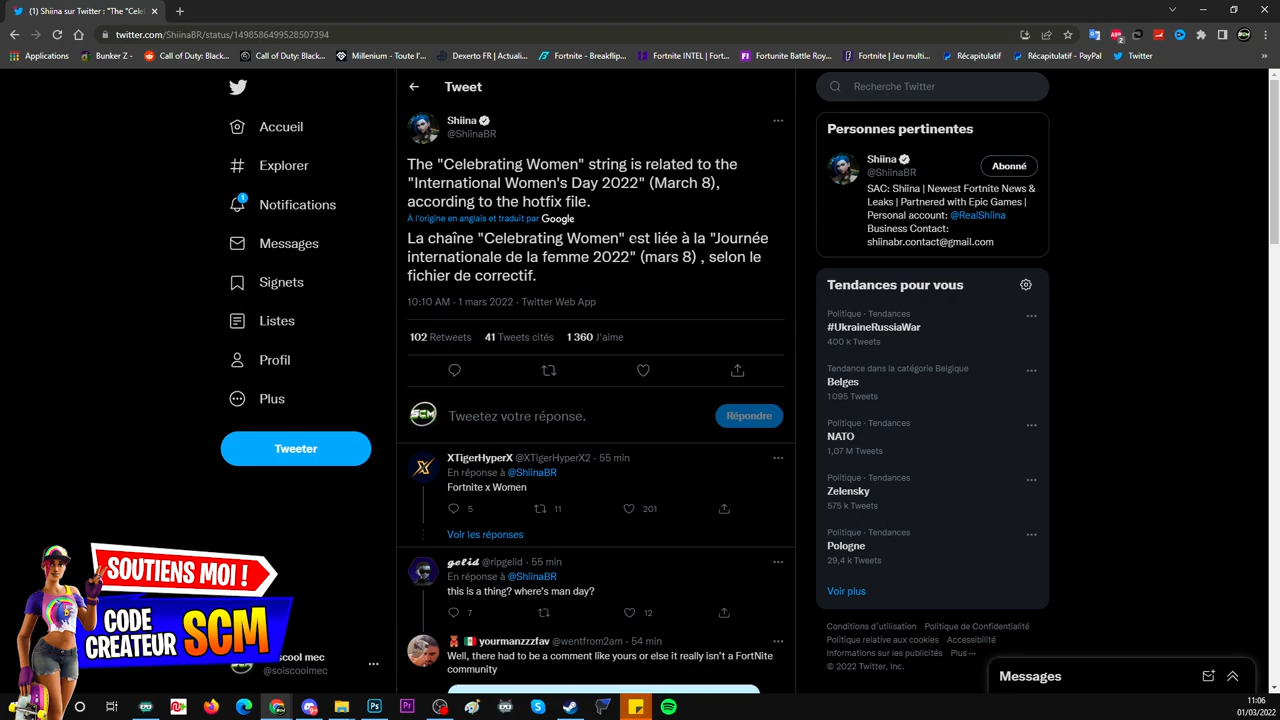 (1) Shiina sur Twitter : "The "Cele
twitter.com/ShiinaBR/status/1498586499528507394
Applications
Bunker Z -
Call of Duty: Black...
Call of Duty: Black...
Millenium - Toute l'...
Dexerto FR | Actuali...
Fortnite - Breakflip...
Fortnite INTEL | Fort...
Fortnite Battle Roy...
Fortnite | Jeu multi...
Récapitulatif
Récapitulatif - PayPal
Twitter
Accueil
Explorer
1
Notifications
Messages
Signets
Listes
Profil
Plus
Tweeter
Tweet
Shiina
@ShiinaBR
The "Celebrating Women" string is related to the
"International Women's Day 2022" (March 8),
according to the hotfix file.
À l'origine en anglais et traduit par Google
La chaîne "Celebrating Women" est liée à la "Journée
internationale de la femme 2022" (mars 8) , selon le
fichier de correctif.
10:10 AM · 1 mars 2022 · Twitter Web App
102 Retweets 41 Tweets cités 1 360 J'aime
SCM
Tweetez votre réponse.
Répondre
XTigerHyperX @XTigerHyperX2 · 55 min
En réponse à @ShiinaBR
Fortnite x Women
5 11 201
Voir les réponses
𝓰𝓮𝓵𝓲𝓭 @ripgelid · 55 min
En réponse à @ShiinaBR
this is a thing? where's man day?
7 12
yourmanzzzfav @wentfrom2am · 54 min
Well, there had to be a comment like yours or else it really isn't a FortNite
community
Recherche Twitter
Personnes pertinentes
Shiina
@ShiinaBR
Abonné
SAC: Shiina | Newest Fortnite News &
Leaks | Partnered with Epic Games |
Personal account: @RealShiina
Business Contact:
shiinabr.contact@gmail.com
Tendances pour vous
Politique · Tendances
#UkraineRussiaWar
400 k Tweets
Tendance dans la catégorie Belgique
Belges
1 095 Tweets
Politique · Tendances
NATO
1,07 M Tweets
Politique · Tendances
Zelensky
575 k Tweets
Politique · Tendances
Pologne
29,4 k Tweets
Voir plus
Conditions d'utilisation Politique de Confidentialité
Politique relative aux cookies Accessibilité
Informations sur les publicités Plus ···
© 2022 Twitter, Inc.
Messages
SOUTIENS MOI !
CODE
CREATEUR SCM
soiscool mec
@soiscoolmec
11:06
01/03/2022